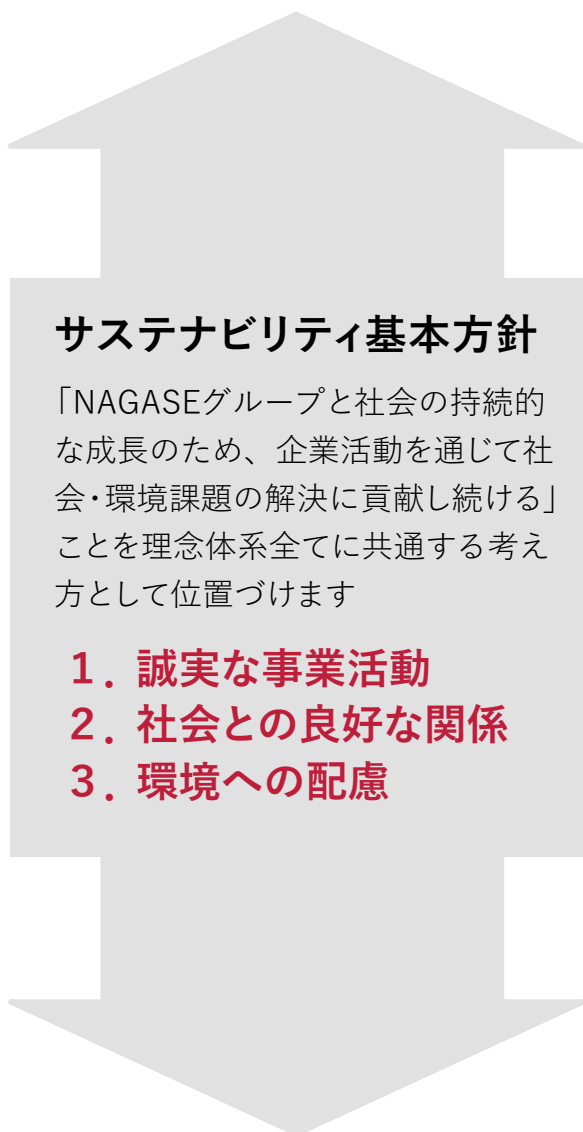 サステナビリティ基本方針
「NAGASEグループと社会の持続的
な成長のため、企業活動を通じて社
会・環境課題の解決に貢献し続ける」
ことを理念体系全てに共通する考え
方として位置づけます
1. 誠実な事業活動
2. 社会との良好な関係
3. 環境への配慮